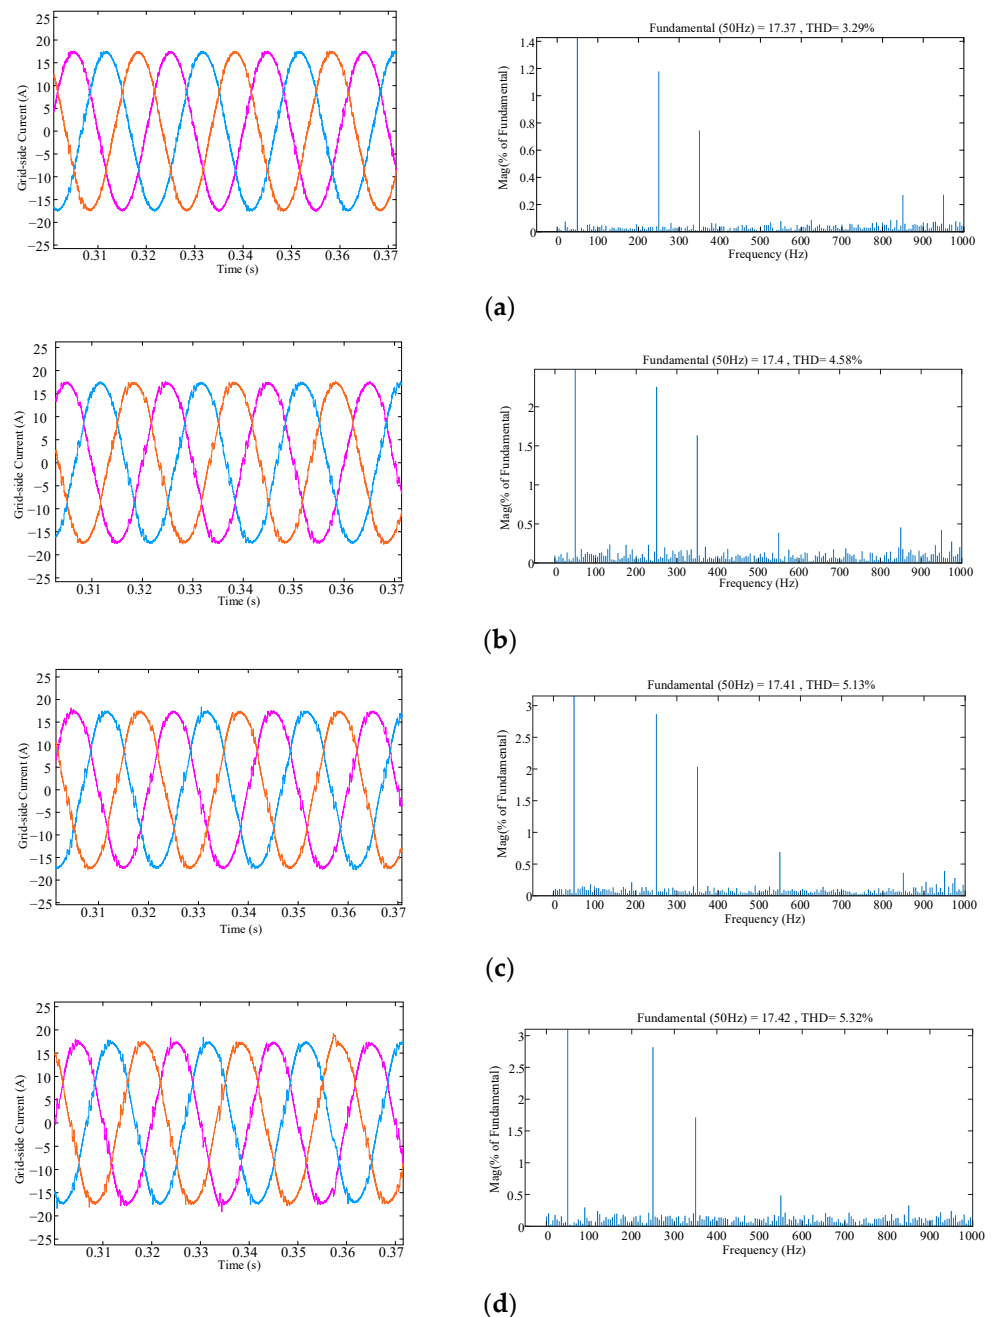 25
20
15
10
5
0
−5
−10
−15
−20
−25
Grid-side Current (A)
0.31 0.32 0.33 0.34 0.35 0.36 0.37
Time (s)
Fundamental (50Hz) = 17.37 , THD= 3.29%
1.4
1.2
1
0.8
0.6
0.4
0.2
0
Mag(% of Fundamental)
0 100 200 300 400 500 600 700 800 900 1000
Frequency (Hz)
(a)
25
20
15
10
5
0
−5
−10
−15
−20
−25
Grid-side Current (A)
0.31 0.32 0.33 0.34 0.35 0.36 0.37
Time (s)
Fundamental (50Hz) = 17.4 , THD= 4.58%
2
1.5
1
0.5
0
Mag(% of Fundamental)
0 100 200 300 400 500 600 700 800 900 1000
Frequency (Hz)
(b)
25
20
15
10
5
0
−5
−10
−15
−20
−25
Grid-side Current (A)
0.31 0.32 0.33 0.34 0.35 0.36 0.37
Time (s)
Fundamental (50Hz) = 17.41 , THD= 5.13%
3
2.5
2
1.5
1
0.5
0
Mag(% of Fundamental)
0 100 200 300 400 500 600 700 800 900 1000
Frequency (Hz)
(c)
25
20
15
10
5
0
−5
−10
−15
−20
−25
Grid-side Current (A)
0.31 0.32 0.33 0.34 0.35 0.36 0.37
Time (s)
Fundamental (50Hz) = 17.42 , THD= 5.32%
3
2.5
2
1.5
1
0.5
0
Mag(% of Fundamental)
0 100 200 300 400 500 600 700 800 900 1000
Frequency (Hz)
(d)